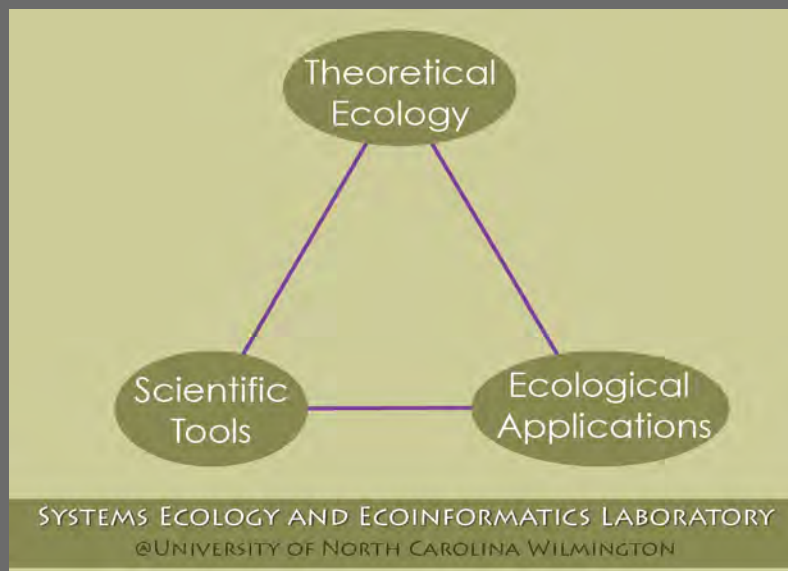 Theoretical
Ecology
Scientific
Tools
Ecological
Applications
Systems Ecology and Ecoinformatics Laboratory
@University of North Carolina Wilmington